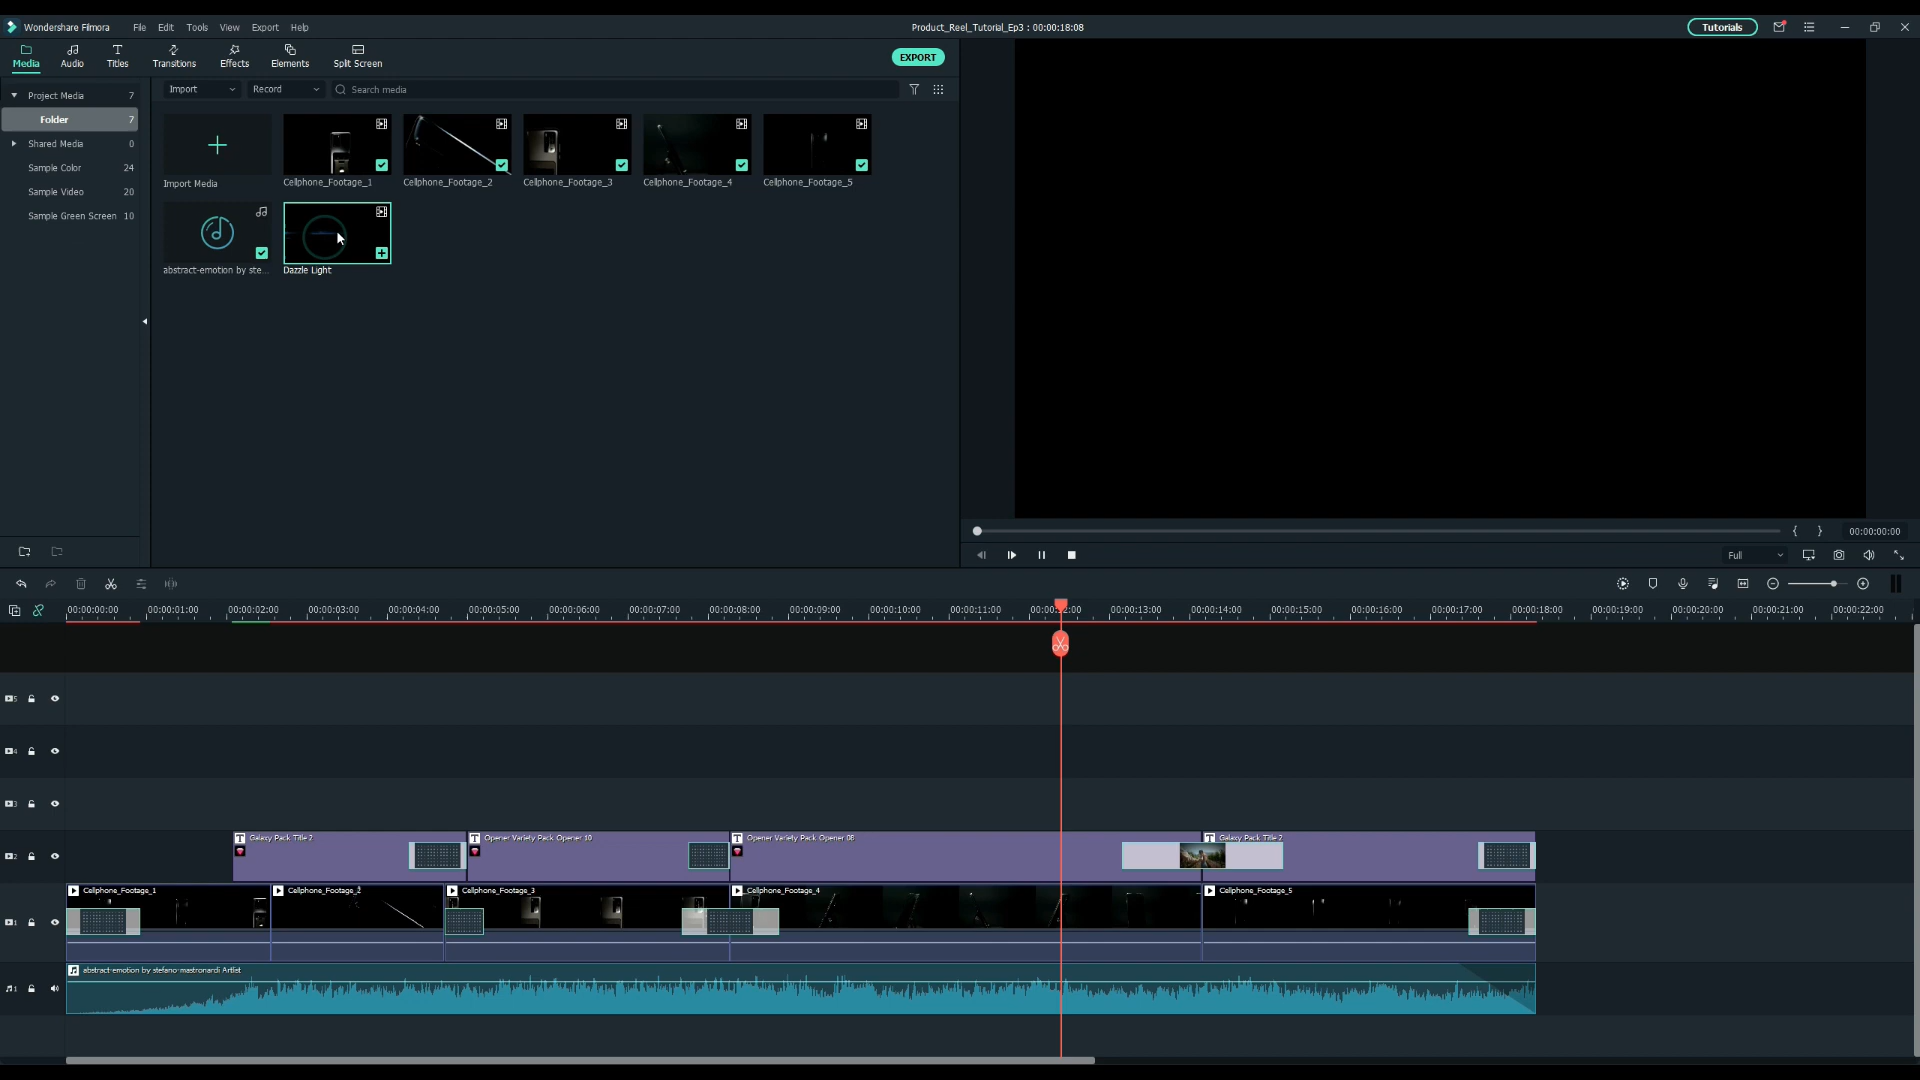 Wondershare Filmora File Edit Tools View Export Help Product_Reel_Tutorial_Ep3 : 00:00:18:08 Tutorials
Media Audio Titles Transitions Effects Elements Split Screen EXPORT
Project Media 7
Folder 7
Shared Media 0
Sample Color 24
Sample Video 20
Sample Green Screen 10
Import Record Search media
Import Media Cellphone_Footage_1 Cellphone_Footage_2 Cellphone_Footage_3 Cellphone_Footage_4 Cellphone_Footage_5
abstract-emotion by ste... Dazzle Light
{ } 00:00:00:00
Full
00:00:00:00 00:00:01:00 00:00:02:00 00:00:03:00 00:00:04:00 00:00:05:00 00:00:06:00 00:00:07:00 00:00:08:00 00:00:09:00 00:00:10:00 00:00:11:00 00:00:12:00 00:00:13:00 00:00:14:00 00:00:15:00 00:00:16:00 00:00:17:00 00:00:18:00 00:00:19:00 00:00:20:00 00:00:21:00 00:00:22:00
5
4
3
2 Galaxy Pack Title 2 Opener Variety Pack Opener 10 Opener Variety Pack Opener 08 Galaxy Pack Title 2
1 Cellphone_Footage_1 Cellphone_Footage_2 Cellphone_Footage_3 Cellphone_Footage_4 Cellphone_Footage_5
1 abstract-emotion by stefano-mastronardi Artlist